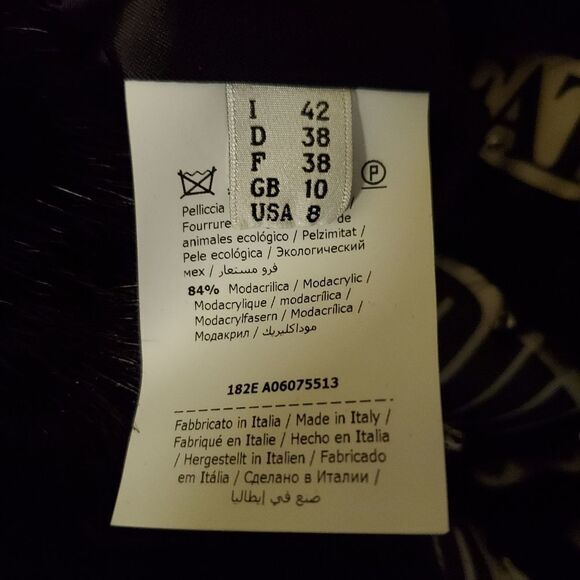 I 42
D 38
F 38
GB 10
USA 8
P
Pelliccia
Fourrure de
animales ecológico / Pelzimitat /
Pele ecológica / Экологический
мех / فرو مستعار
84% Modacrilica / Modacrylic /
Modacrylique / modacrílica /
Modacrylfasern / Modacrílica /
Модакрил / موداكليريك
182E A06075513
Fabbricato in Italia / Made in Italy /
Fabriqué en Italie / Hecho en Italia
/ Hergestellt in Italien / Fabricado
em Itália / Сделано в Италии /
صنع في إيطاليا